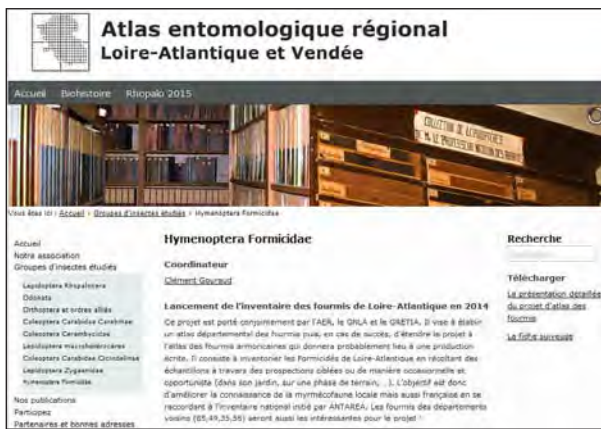 Atlas entomologique régional
Loire-Atlantique et Vendée
Accueil Biohistoire Rhopalo 2015
COLLECTION DE LEPIDOPTERES
DE M. LE PROFESSEUR
Vous êtes ici : Accueil › Groupes d'insectes étudiés › Hymenoptera Formicidae
Accueil
Notre association
Groupes d'insectes étudiés
Lepidoptera Rhopalocera
Odonata
Orthoptera et ordres alliés
Coleoptera Carabidae Carabinae
Coleoptera Cerambycidae
Lepidoptera macrohétérocères
Coleoptera Carabidae Cicindelinae
Lepidoptera Zygaenidae
Hymenoptera Formicidae
Nos publications
Participez
Partenaires et bonnes adresses
Hymenoptera Formicidae
Coordinateur
Clément Gouraud
Lancement de l'inventaire des fourmis de Loire-Atlantique en 2014
Ce projet est porté conjointement par l'AER, le GNLA et le GRETIA. Il vise à établir
un atlas départemental des fourmis puis, en cas de succès, d'étendre le projet à
l'atlas des fourmis armoricaines qui donnera probablement lieu à une production
écrite. Il consiste à inventorier les Formicidés de Loire-Atlantique en récoltant des
échantillons à travers des prospections ciblées ou de manière occasionnelle et
opportuniste (dans son jardin, sur une phase de terrain, ...). L'objectif est donc
d'améliorer la connaissance de la myrmécofaune locale mais aussi française en se
raccordant à l'inventaire national initié par ANTAREA. Les fourmis des départements
voisins (85,49,35,56) seront aussi les intéressantes pour le projet !
Recherche
Télécharger
La présentation détaillée
du projet d'atlas des
fourmis
La fiche